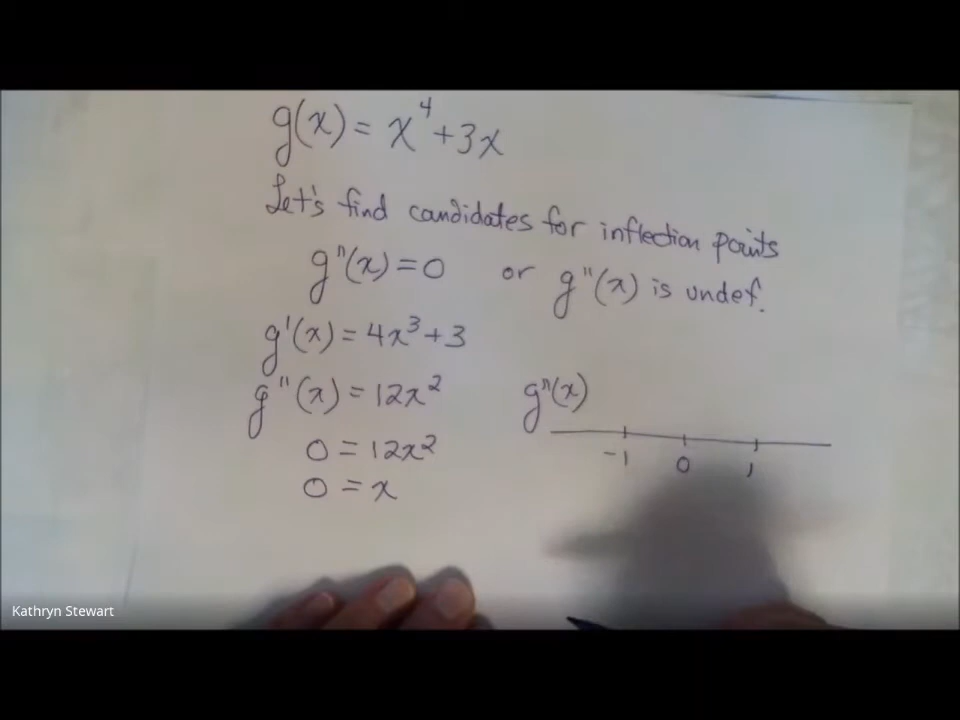 g(x) = x⁴+3x
Let's find candidates for inflection points
g"(x) = 0 or g"(x) is undef.
g'(x) = 4x³+3
g"(x) = 12x²
g"(x)
0 = 12x²
-1 0 1
0 = x
Kathryn Stewart